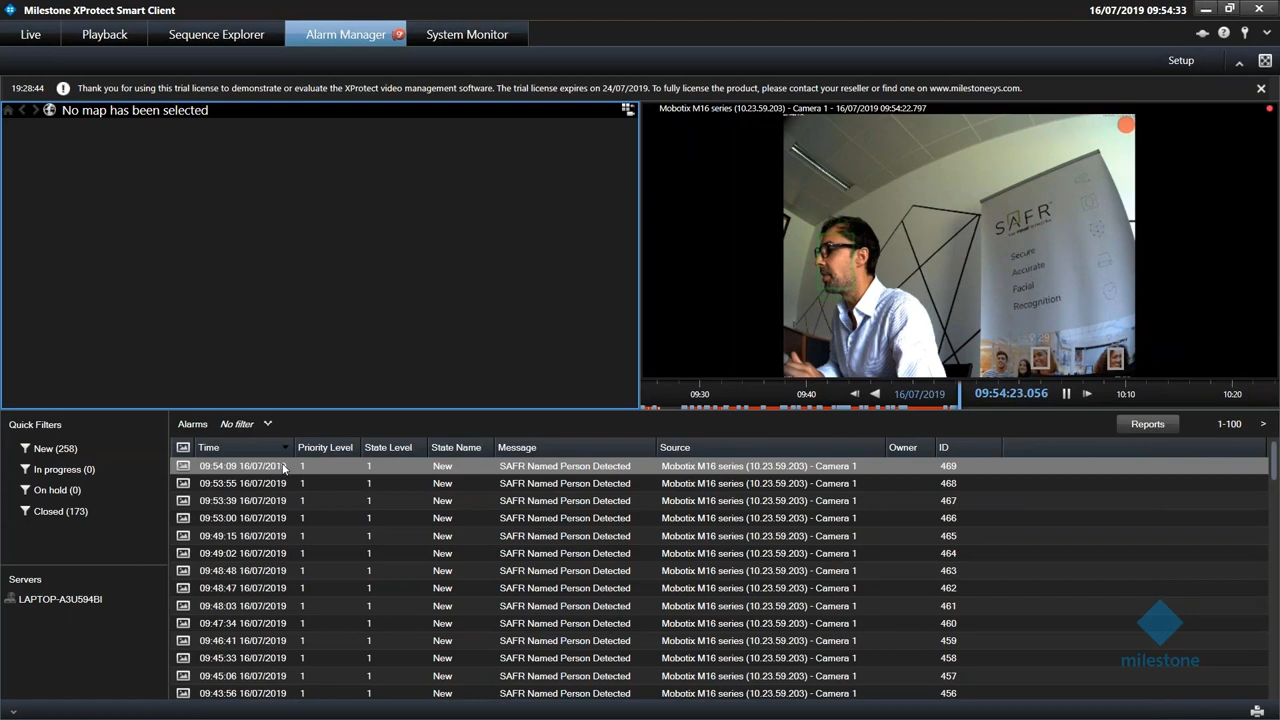 Milestone XProtect Smart Client
16/07/2019 09:54:33
Live
Playback
Sequence Explorer
Alarm Manager
9
System Monitor
?
Setup
19:28:44
Thank you for using this trial license to demonstrate or evaluate the XProtect video management software. The trial license expires on 24/07/2019. To fully license the product, please contact your reseller or find one on www.milestonesys.com.
No map has been selected
Mobotix M16 series (10.23.59.203) - Camera 1 - 16/07/2019 09:54:22.797
SAFR
Secure
Accurate
Facial
Recognition
09:30
09:40
16/07/2019
09:54:23.056
10:10
10:20
Quick Filters
New (258)
In progress (0)
On hold (0)
Closed (173)
Servers
LAPTOP-A3U594BI
Alarms No filter
Reports
1-100
Time Priority Level State Level State Name Message Source Owner ID
09:54:09 16/07/2019 1 1 New SAFR Named Person Detected Mobotix M16 series (10.23.59.203) - Camera 1 469
09:53:55 16/07/2019 1 1 New SAFR Named Person Detected Mobotix M16 series (10.23.59.203) - Camera 1 468
09:53:39 16/07/2019 1 1 New SAFR Named Person Detected Mobotix M16 series (10.23.59.203) - Camera 1 467
09:53:00 16/07/2019 1 1 New SAFR Named Person Detected Mobotix M16 series (10.23.59.203) - Camera 1 466
09:49:15 16/07/2019 1 1 New SAFR Named Person Detected Mobotix M16 series (10.23.59.203) - Camera 1 465
09:49:02 16/07/2019 1 1 New SAFR Named Person Detected Mobotix M16 series (10.23.59.203) - Camera 1 464
09:48:48 16/07/2019 1 1 New SAFR Named Person Detected Mobotix M16 series (10.23.59.203) - Camera 1 463
09:48:47 16/07/2019 1 1 New SAFR Named Person Detected Mobotix M16 series (10.23.59.203) - Camera 1 462
09:48:03 16/07/2019 1 1 New SAFR Named Person Detected Mobotix M16 series (10.23.59.203) - Camera 1 461
09:47:34 16/07/2019 1 1 New SAFR Named Person Detected Mobotix M16 series (10.23.59.203) - Camera 1 460
09:46:41 16/07/2019 1 1 New SAFR Named Person Detected Mobotix M16 series (10.23.59.203) - Camera 1 459
09:45:33 16/07/2019 1 1 New SAFR Named Person Detected Mobotix M16 series (10.23.59.203) - Camera 1 458
09:45:06 16/07/2019 1 1 New SAFR Named Person Detected Mobotix M16 series (10.23.59.203) - Camera 1 457
09:43:56 16/07/2019 1 1 New SAFR Named Person Detected Mobotix M16 series (10.23.59.203) - Camera 1 456
milestone